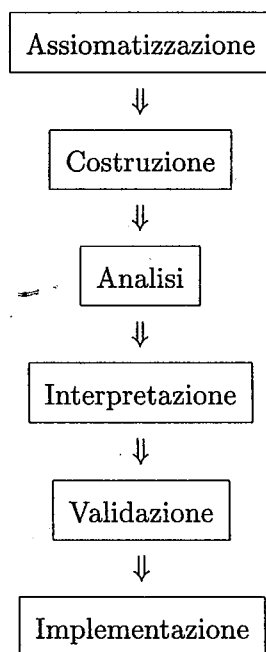 Assiomatizzazione
⇓
Costruzione
⇓
Analisi
⇓
Interpretazione
⇓
Validazione
⇓
Implementazione